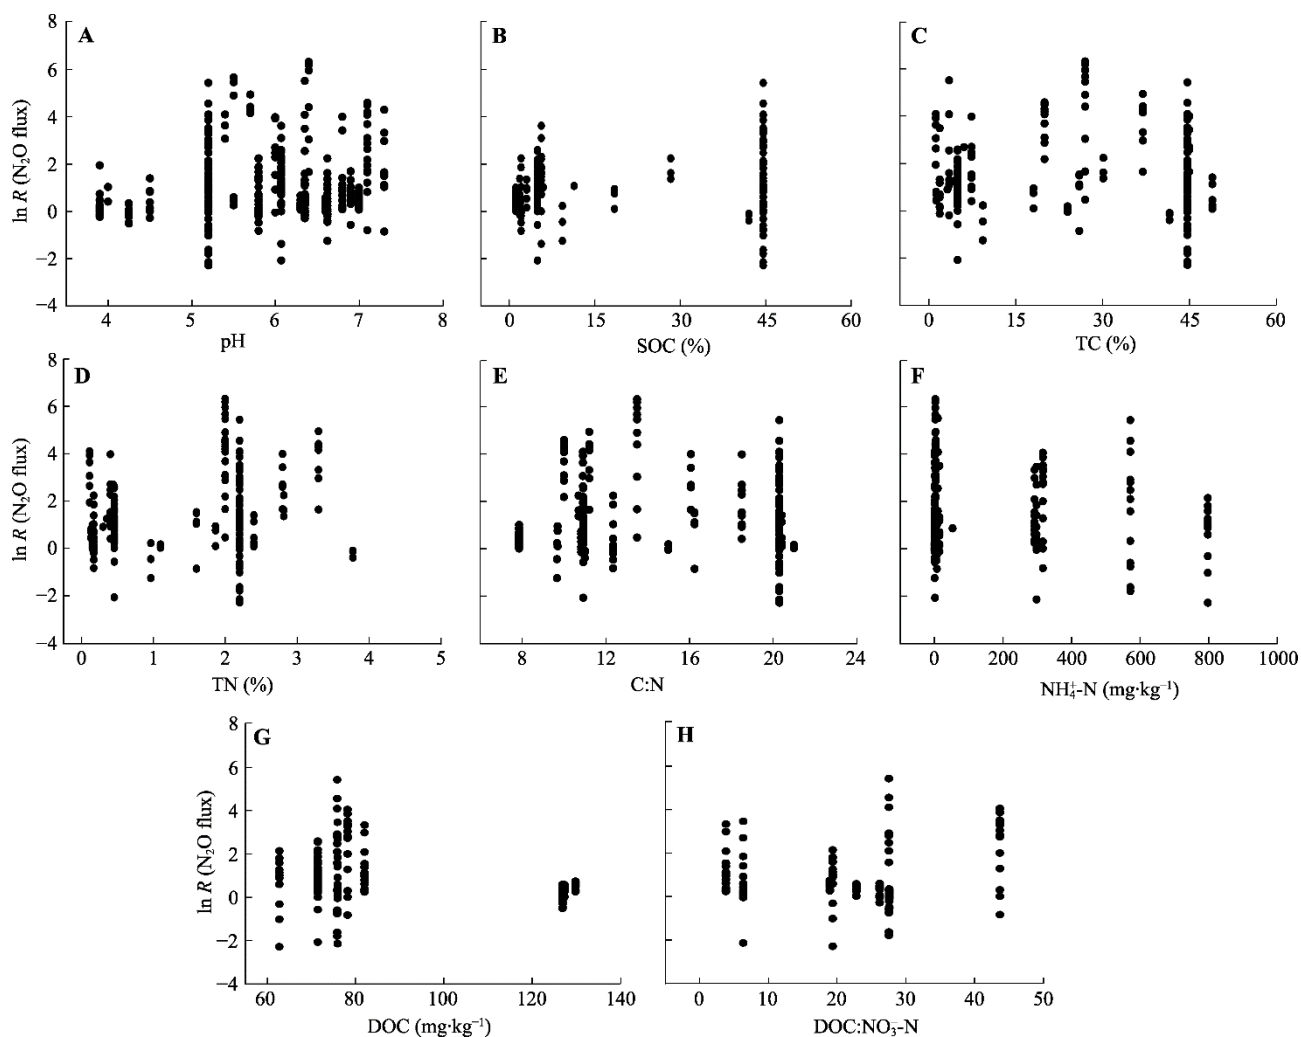 A
B
C
8
6
4
2
0
−2
−4
ln R (N₂O flux)
4 5 6 7 8
pH
0 15 30 45 60
SOC (%)
0 15 30 45 60
TC (%)
D
E
F
8
6
4
2
0
−2
−4
ln R (N₂O flux)
0 1 2 3 4 5
TN (%)
8 12 16 20 24
C:N
0 200 400 600 800 1000
NH₄⁺-N (mg·kg⁻¹)
G
H
8
6
4
2
0
−2
−4
ln R (N₂O flux)
60 80 100 120 140
DOC (mg·kg⁻¹)
0 10 20 30 40 50
DOC:NO₃⁻-N